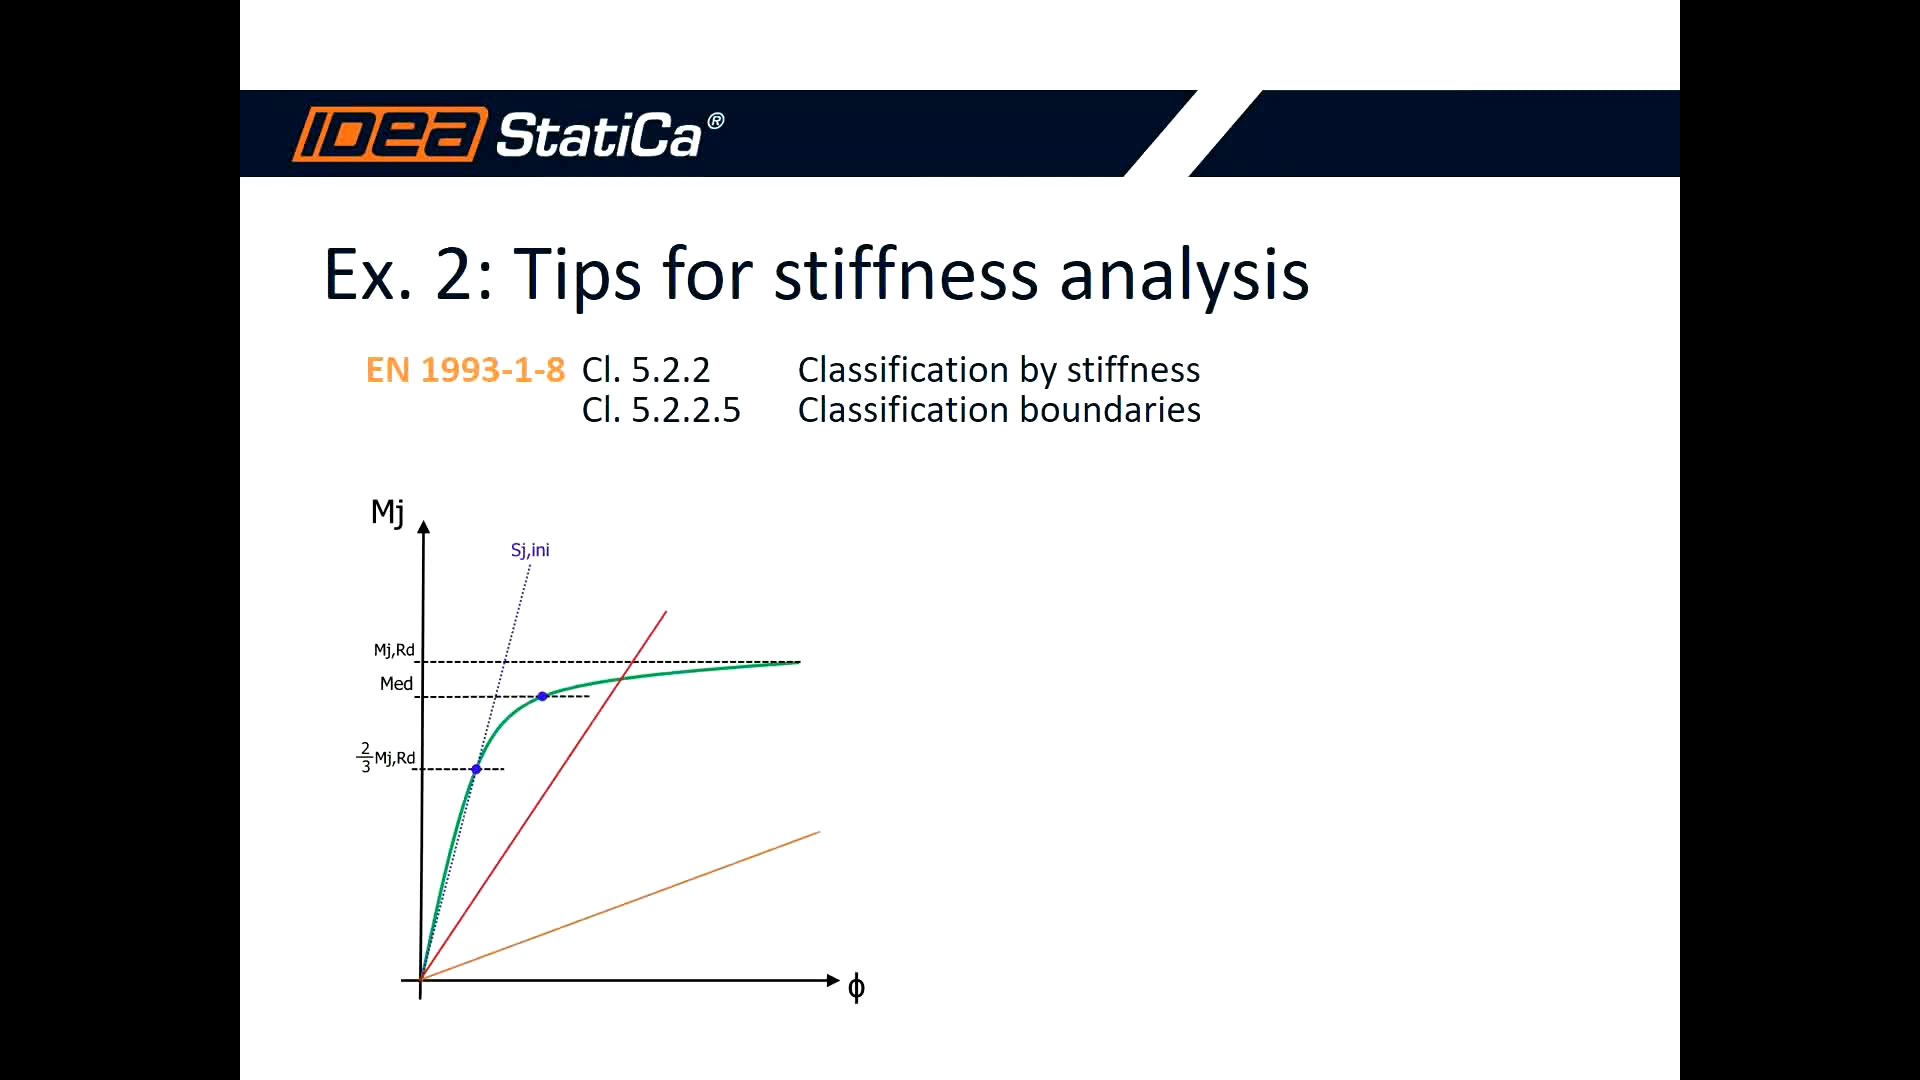 IDEA StatiCa®
Ex. 2: Tips for stiffness analysis
EN 1993-1-8 Cl. 5.2.2 Classification by stiffness
Cl. 5.2.2.5 Classification boundaries
Mj
Sj,ini
Mj,Rd
Med
2/3 Mj,Rd
ϕ